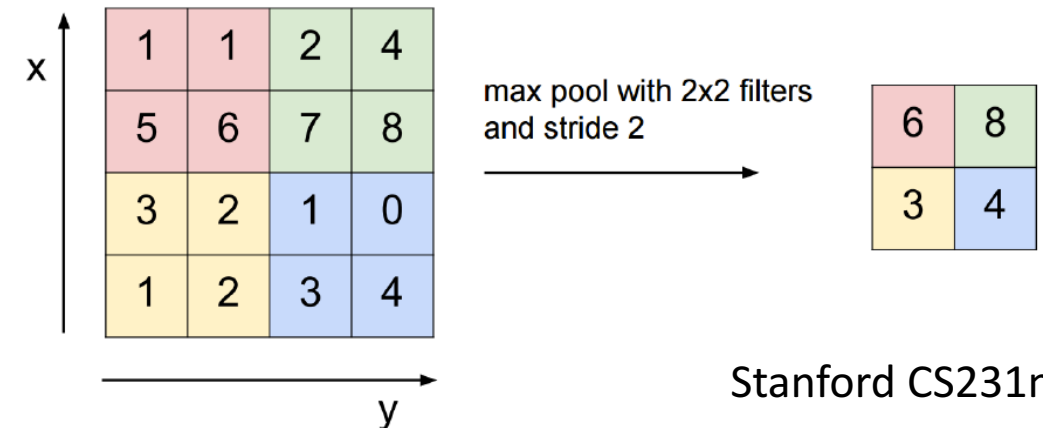 x
1 1 2 4
5 6 7 8
3 2 1 0
1 2 3 4
y
max pool with 2x2 filters
and stride 2
6 8
3 4
Stanford CS231n